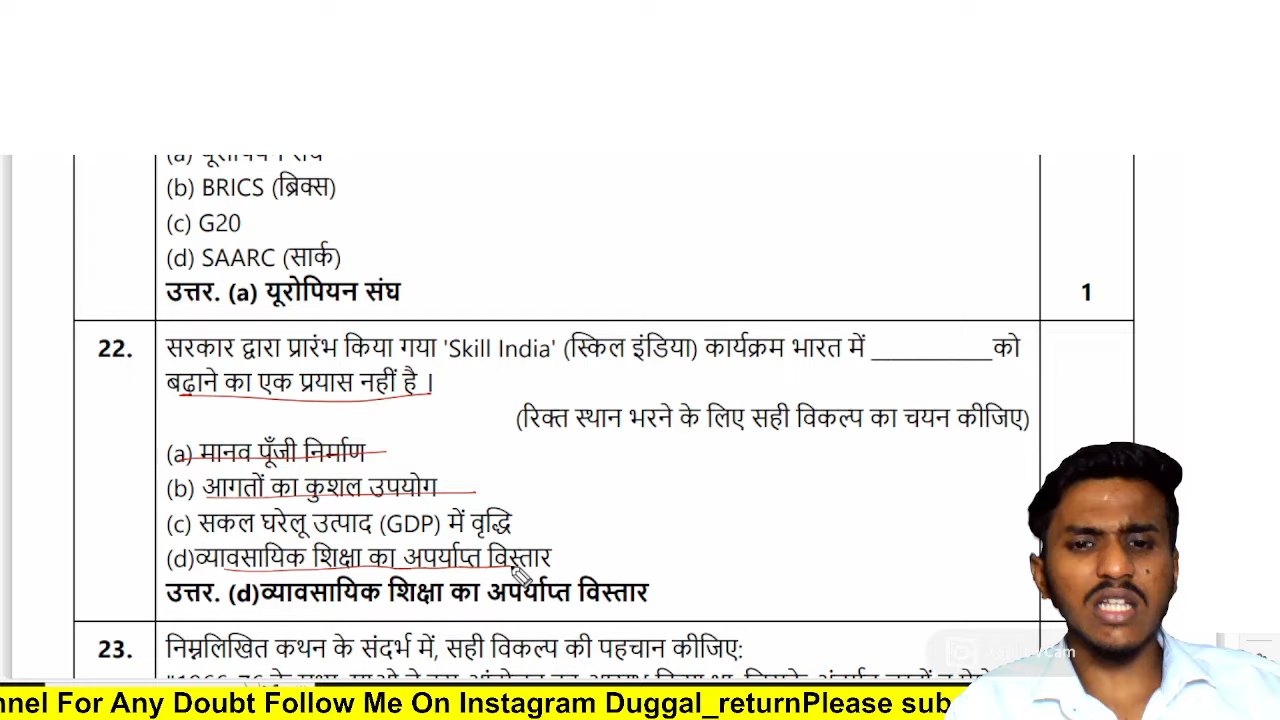 (a) यूरोपियन संघ
(b) BRICS (ब्रिक्स)
(c) G20
(d) SAARC (सार्क)
उत्तर. (a) यूरोपियन संघ
1
22.
सरकार द्वारा प्रारंभ किया गया 'Skill India' (स्किल इंडिया) कार्यक्रम भारत में ___________को
बढ़ाने का एक प्रयास नहीं है ।
(रिक्त स्थान भरने के लिए सही विकल्प का चयन कीजिए)
(a) मानव पूँजी निर्माण
(b) आगतों का कुशल उपयोग
(c) सकल घरेलू उत्पाद (GDP) में वृद्धि
(d)व्यावसायिक शिक्षा का अपर्याप्त विस्तार
उत्तर. (d)व्यावसायिक शिक्षा का अपर्याप्त विस्तार
23.
निम्नलिखित कथन के संदर्भ में, सही विकल्प की पहचान कीजिए:
nnel For Any Doubt Follow Me On Instagram Duggal_returnPlease sub